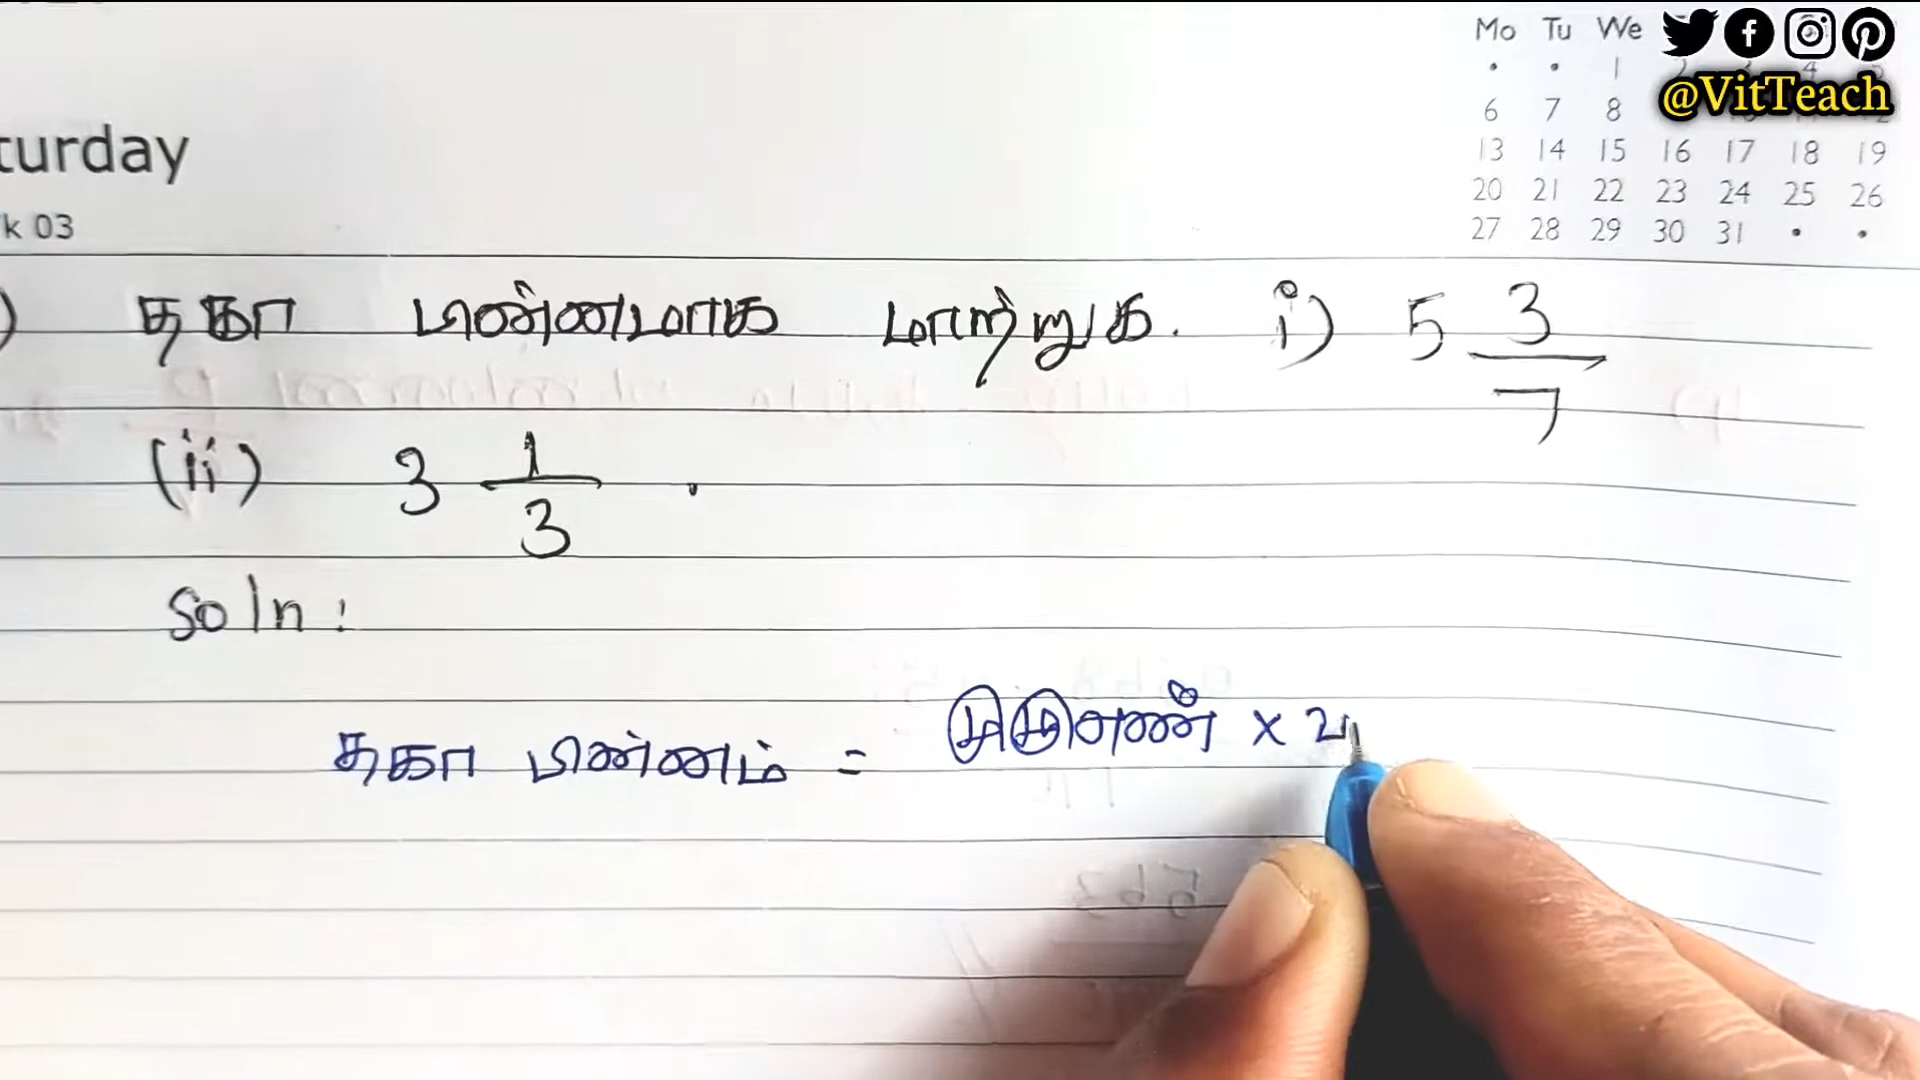 Mo Tu We
@VitTeach
6 7 8
turday
13 14 15 16 17 18 19
20 21 22 23 24 25 26
k 03
27 28 29 30 31
) தகா பின்னமாக மாற்றுக. i) 5 3/7
(ii) 3 1/3 .
Soln :
தகா பின்னம் = முழுஎண் x